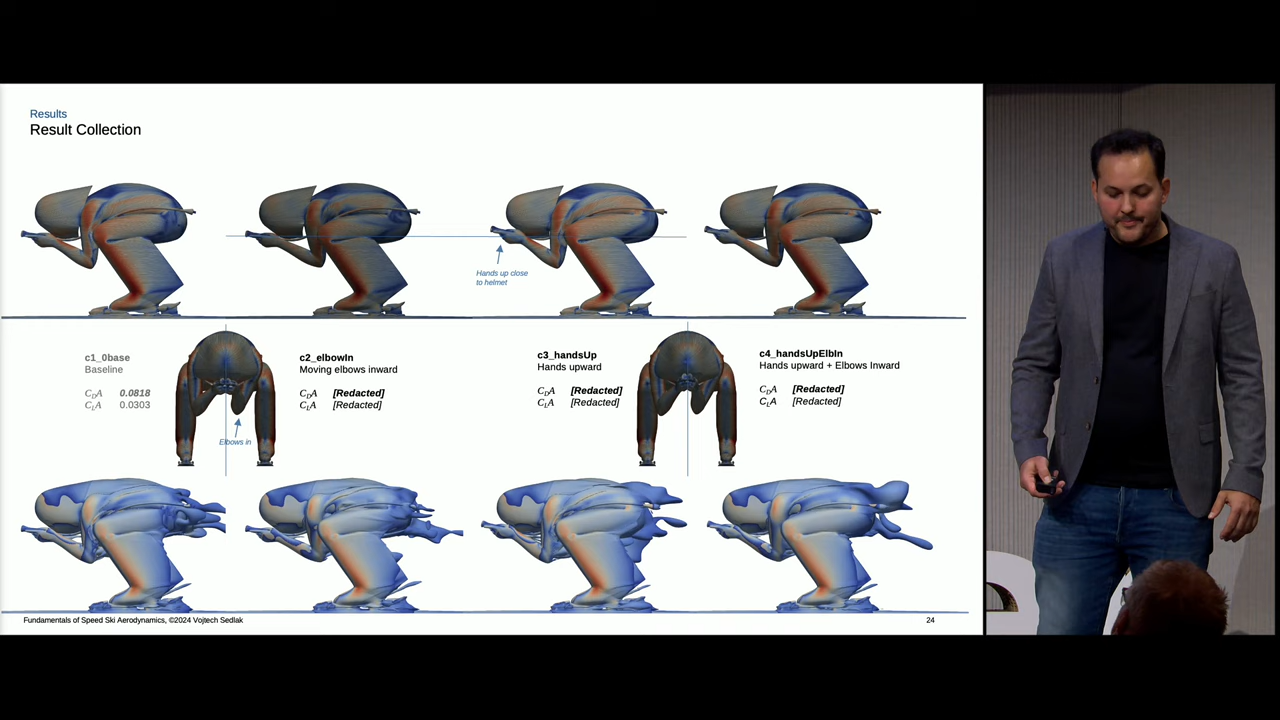 Results
Result Collection
Hands up close
to helmet
c1_0base
Baseline
CDA 0.0818
CLA 0.0303
Elbows in
c2_elbowIn
Moving elbows inward
CDA [Redacted]
CLA [Redacted]
c3_handsUp
Hands upward
CDA [Redacted]
CLA [Redacted]
c4_handsUpElbIn
Hands upward + Elbows Inward
CDA [Redacted]
CLA [Redacted]
Fundamentals of Speed Ski Aerodynamics, ©2024 Vojtech Sedlak
24